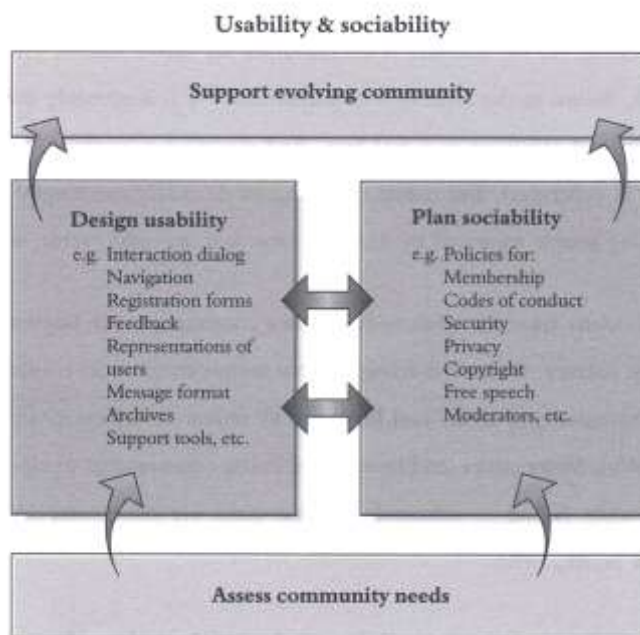 Usability & sociability
Support evolving community
Design usability
e.g. Interaction dialog
Navigation
Registration forms
Feedback
Representations of
users
Message format
Archives
Support tools, etc.
Plan sociability
e.g. Policies for:
Membership
Codes of conduct
Security
Privacy
Copyright
Free speech
Moderators, etc.
Assess community needs